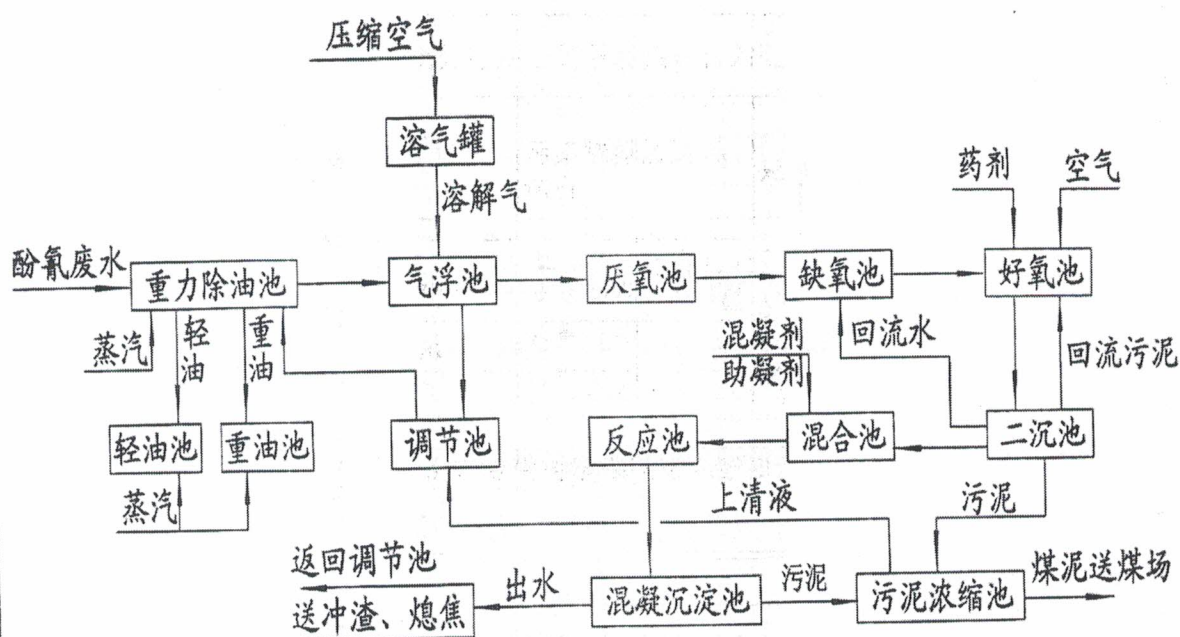 压缩空气
溶气罐
溶解气
药剂
空气
酚氰废水
重力除油池
气浮池
厌氧池
缺氧池
好氧池
蒸汽
轻油
重油
混凝剂
助凝剂
回流水
回流污泥
轻油池
重油池
调节池
反应池
混合池
二沉池
蒸汽
上清液
污泥
返回调节池
送冲渣、熄焦
出水
混凝沉淀池
污泥
污泥浓缩池
煤泥送煤场